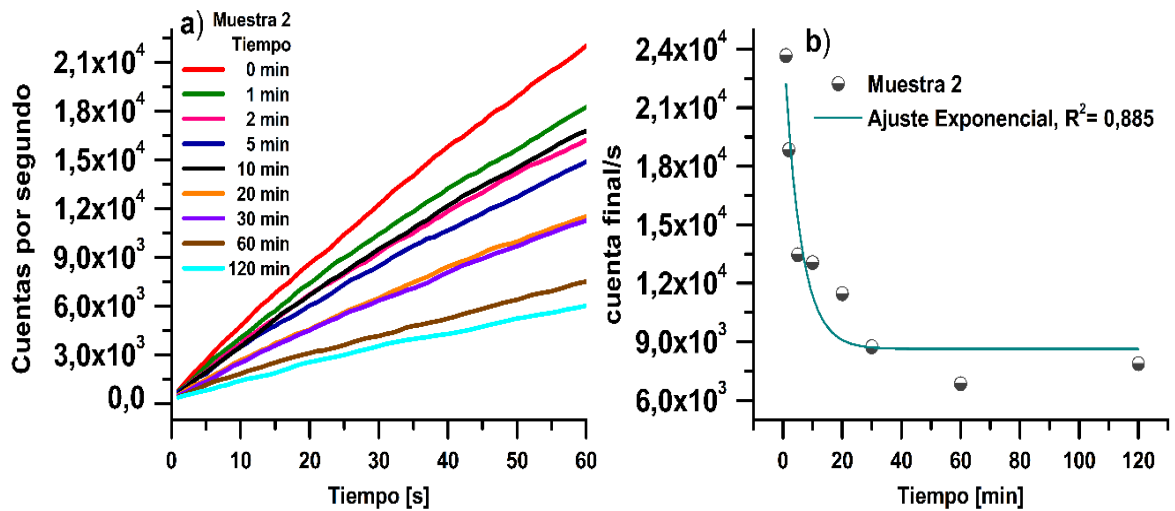 a) Muestra 2
Tiempo
0 min
1 min
2 min
5 min
10 min
20 min
30 min
60 min
120 min
Cuentas por segundo
2,1x10⁴
1,8x10⁴
1,5x10⁴
1,2x10⁴
9,0x10³
6,0x10³
3,0x10³
0,0
0 10 20 30 40 50 60
Tiempo [s]
b)
Muestra 2
Ajuste Exponencial, R²= 0,885
cuenta final/s
2,4x10⁴
2,1x10⁴
1,8x10⁴
1,5x10⁴
1,2x10⁴
9,0x10³
6,0x10³
0 20 40 60 80 100 120
Tiempo [min]